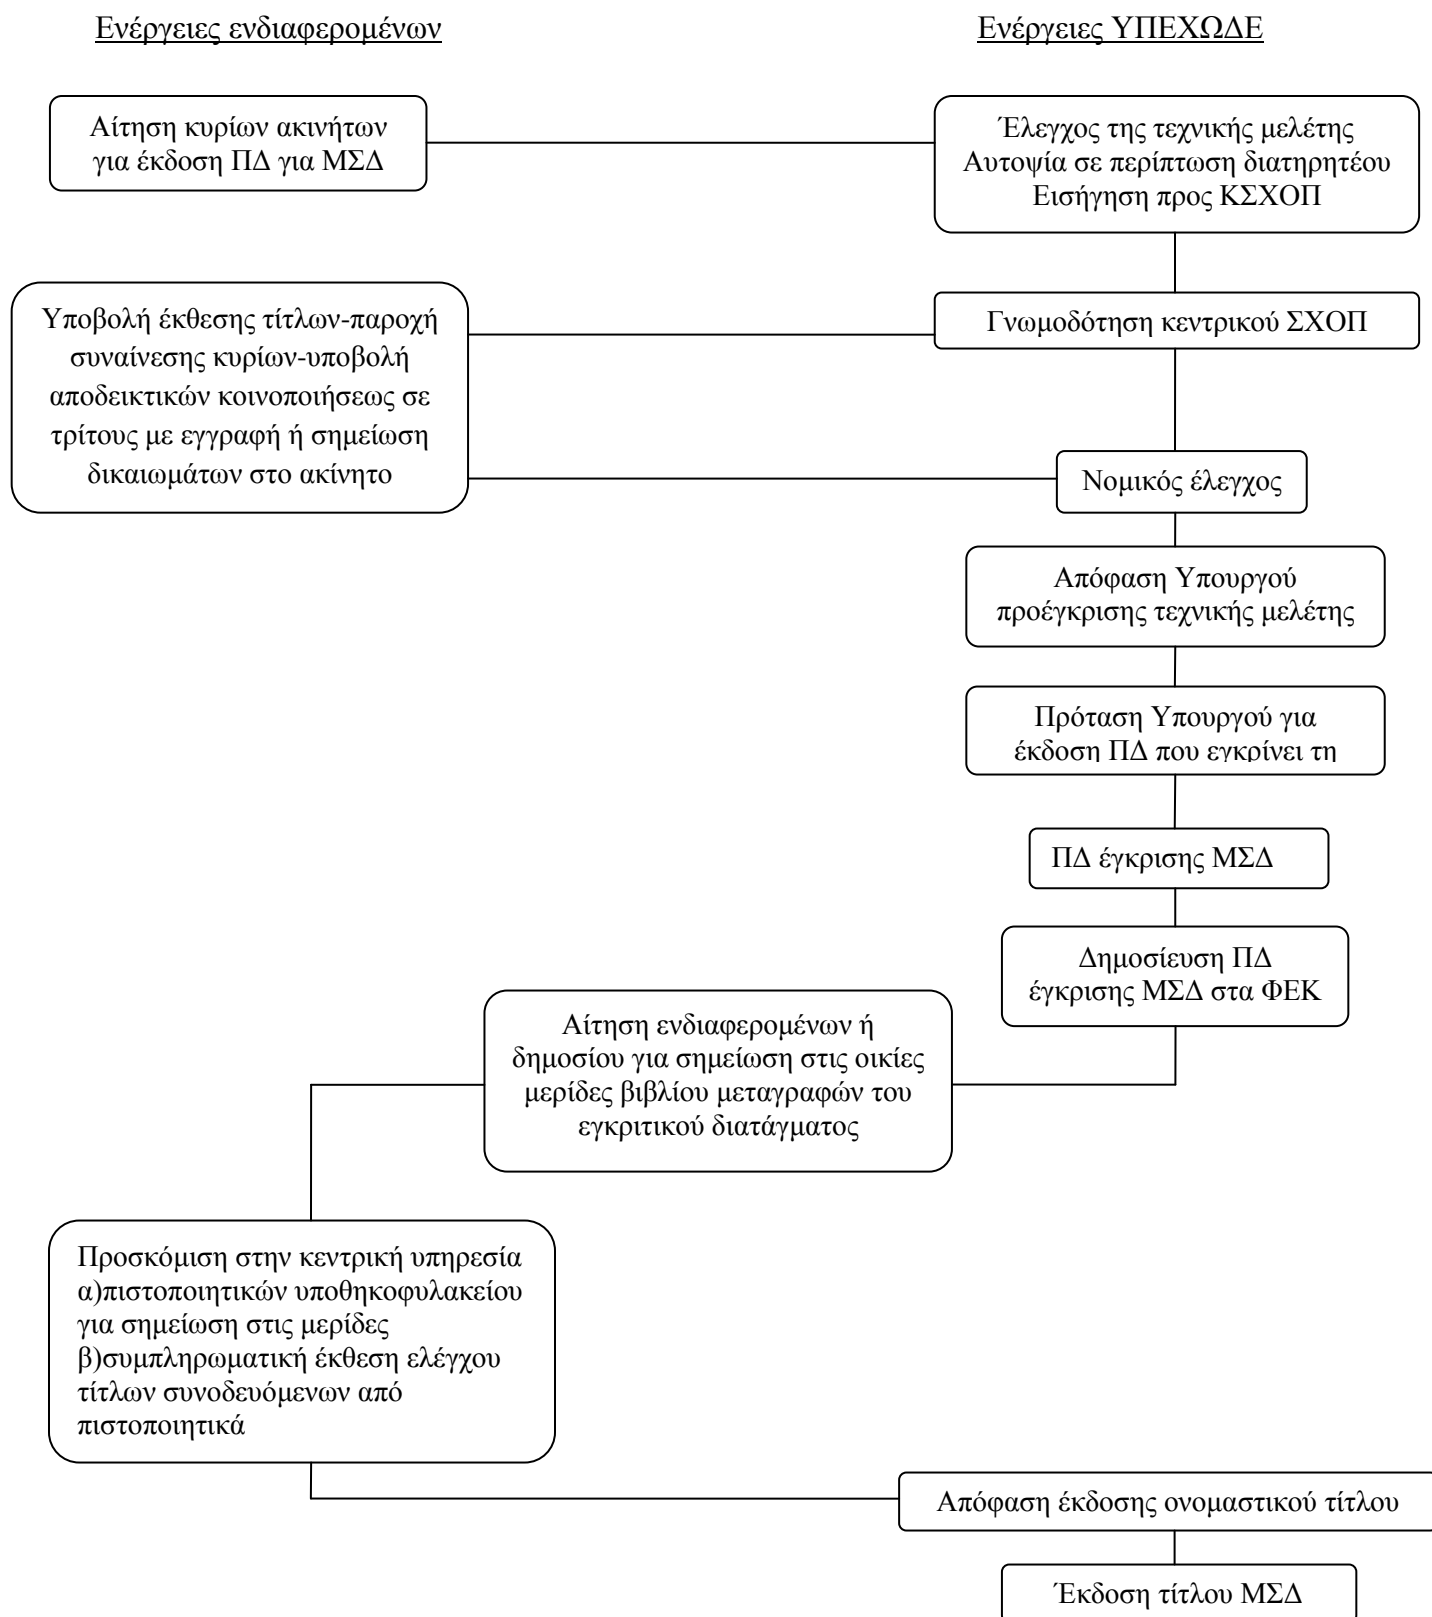 Ενέργειες ενδιαφερομένων
Ενέργειες ΥΠΕΧΩΔΕ
Αίτηση κυρίων ακινήτων
για έκδοση ΠΔ για ΜΣΔ
Έλεγχος της τεχνικής μελέτης
Αυτοψία σε περίπτωση διατηρητέου
Εισήγηση προς ΚΣΧΟΠ
Υποβολή έκθεσης τίτλων-παροχή
συναίνεσης κυρίων-υποβολή
αποδεικτικών κοινοποιήσεως σε
τρίτους με εγγραφή ή σημείωση
δικαιωμάτων στο ακίνητο
Γνωμοδότηση κεντρικού ΣΧΟΠ
Νομικός έλεγχος
Απόφαση Υπουργού
προέγκρισης τεχνικής μελέτης
Πρόταση Υπουργού για
έκδοση ΠΔ που εγκρίνει τη
ΠΔ έγκρισης ΜΣΔ
Δημοσίευση ΠΔ
έγκρισης ΜΣΔ στα ΦΕΚ
Αίτηση ενδιαφερομένων ή
δημοσίου για σημείωση στις οικίες
μερίδες βιβλίου μεταγραφών του
εγκριτικού διατάγματος
Προσκόμιση στην κεντρική υπηρεσία
α)πιστοποιητικών υποθηκοφυλακείου
για σημείωση στις μερίδες
β)συμπληρωματική έκθεση ελέγχου
τίτλων συνοδευόμενων από
πιστοποιητικά
Απόφαση έκδοσης ονομαστικού τίτλου
Έκδοση τίτλου ΜΣΔ